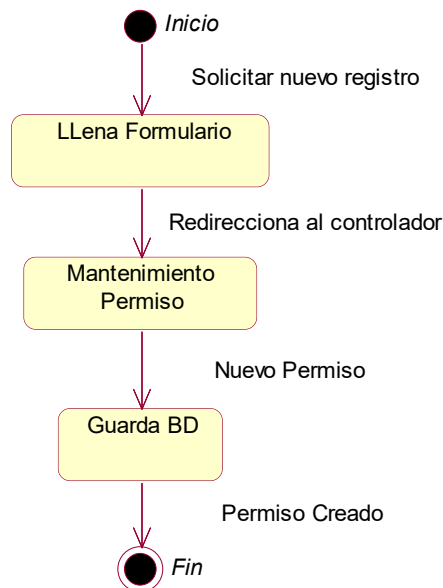 Inicio
Solicitar nuevo registro
LLena Formulario
Redirecciona al controlador
Mantenimiento
Permiso
Nuevo Permiso
Guarda BD
Permiso Creado
Fin